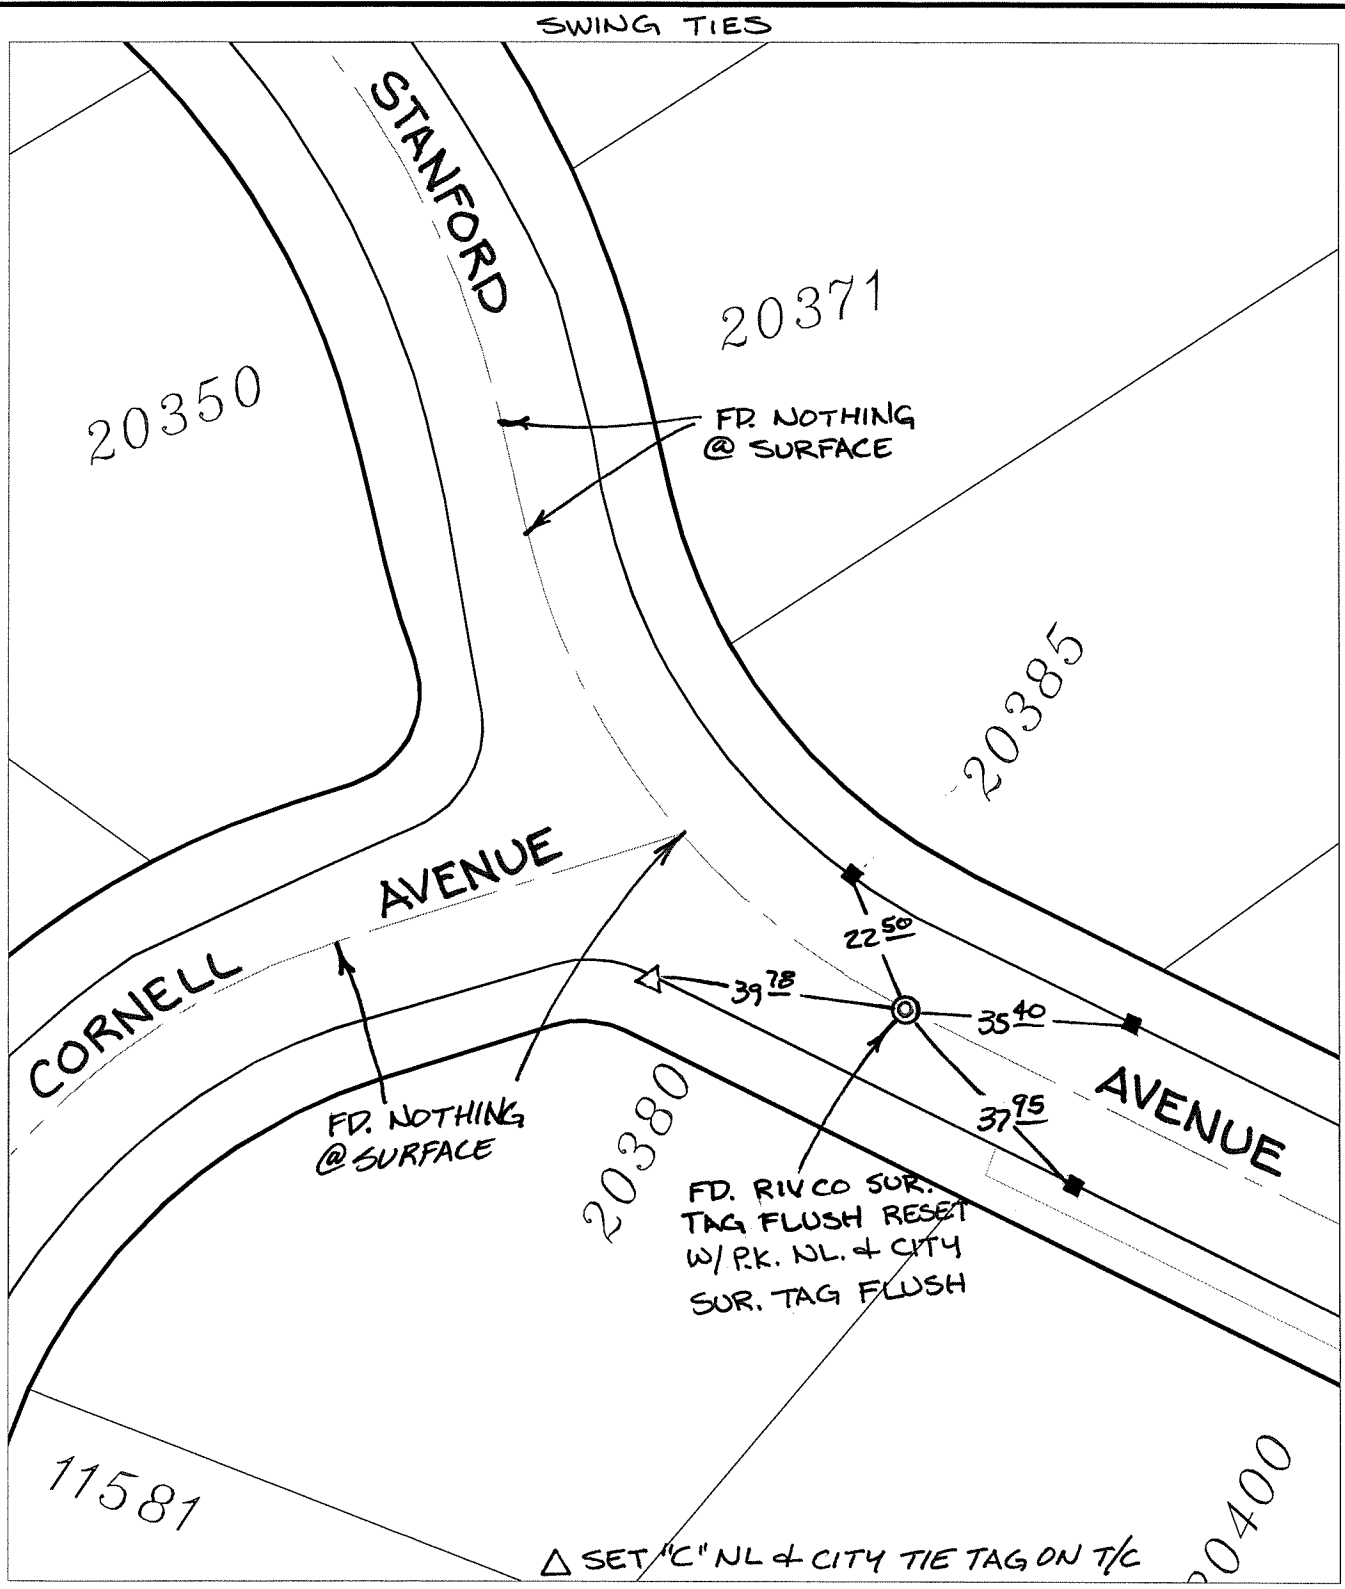 SWING TIES
STANFORD
20371
20350
FD. NOTHING
@ SURFACE
20385
AVENUE
CORNELL
22 50
39 78
35 40
37 95
AVENUE
FD. NOTHING
@ SURFACE
20380
FD. RIVCO SUR.
TAG FLUSH RESET
W/ P.K. NL. & CITY
SUR. TAG FLUSH
11581
20400
△ SET "C" NL & CITY TIE TAG ON T/C